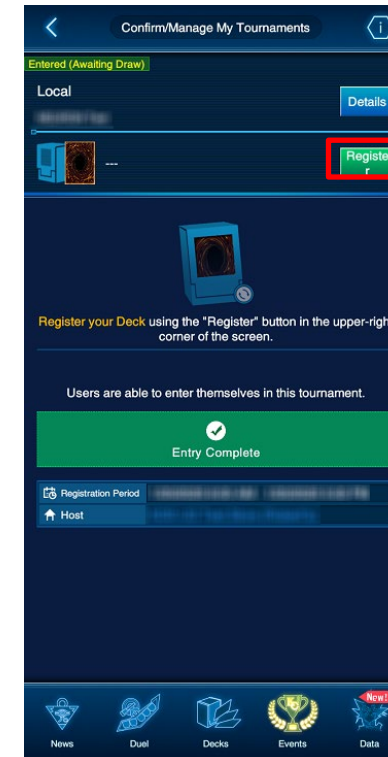 Confirm/Manage My Tournaments
Entered (Awaiting Draw)
Local
Details
---
Registe
r
Register your Deck using the "Register" button in the upper-righ
corner of the screen.
Users are able to enter themselves in this tournament.
Entry Complete
Registration Period
Host
New!
News Duel Decks Events Data